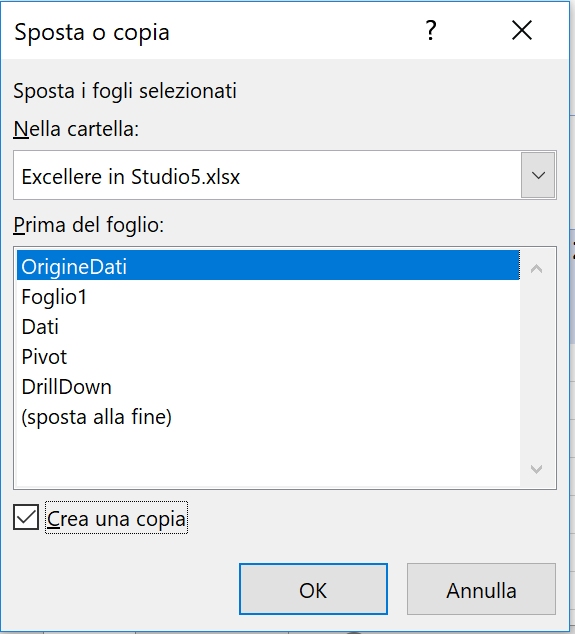 Sposta o copia ?
Sposta i fogli selezionati
Nella cartella:
Excellere in Studio5.xlsx
Prima del foglio:
OrigineDati
Foglio1
Dati
Pivot
DrillDown
(sposta alla fine)
Crea una copia
OK Annulla